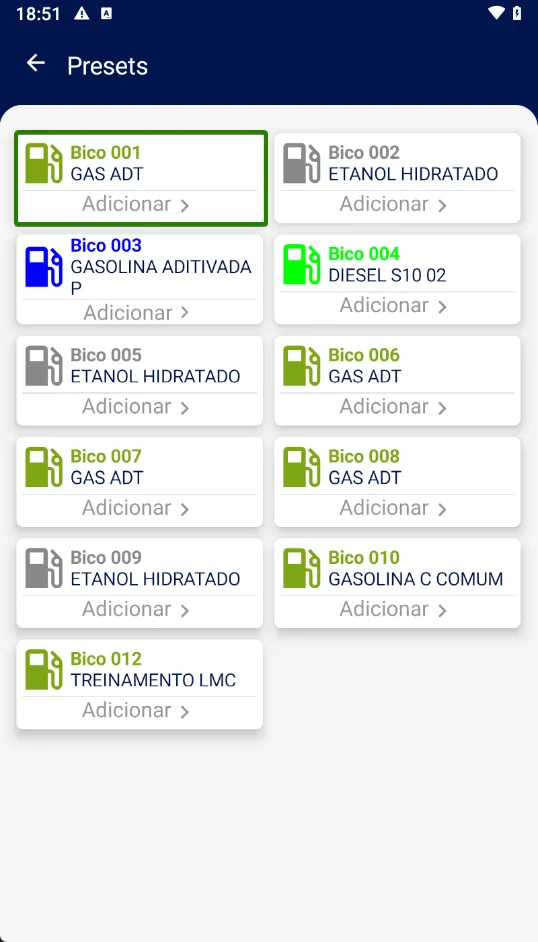 18:51
Presets
Bico 001
GAS ADT
Adicionar
Bico 002
ETANOL HIDRATADO
Adicionar
Bico 003
GASOLINA ADITIVADA
P
Adicionar
Bico 004
DIESEL S10 02
Adicionar
Bico 005
ETANOL HIDRATADO
Adicionar
Bico 006
GAS ADT
Adicionar
Bico 007
GAS ADT
Adicionar
Bico 008
GAS ADT
Adicionar
Bico 009
ETANOL HIDRATADO
Adicionar
Bico 010
GASOLINA C COMUM
Adicionar
Bico 012
TREINAMENTO LMC
Adicionar